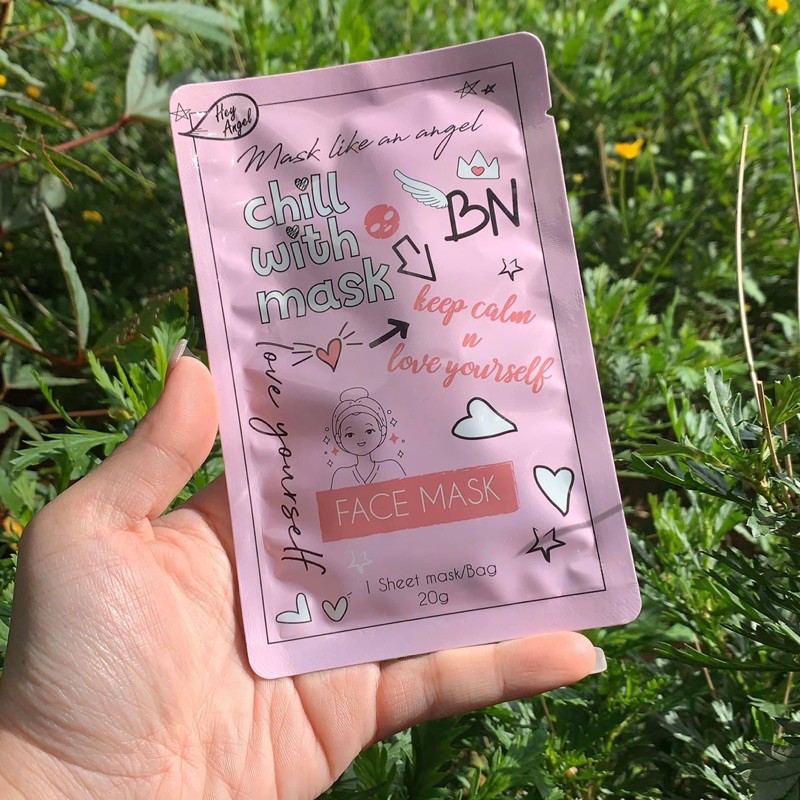 Hey
Angel
Mask like an angel
chill
with
mask
BN
keep calm
n
love yourself
love yourself
FACE MASK
1 Sheet mask/Bag
20g